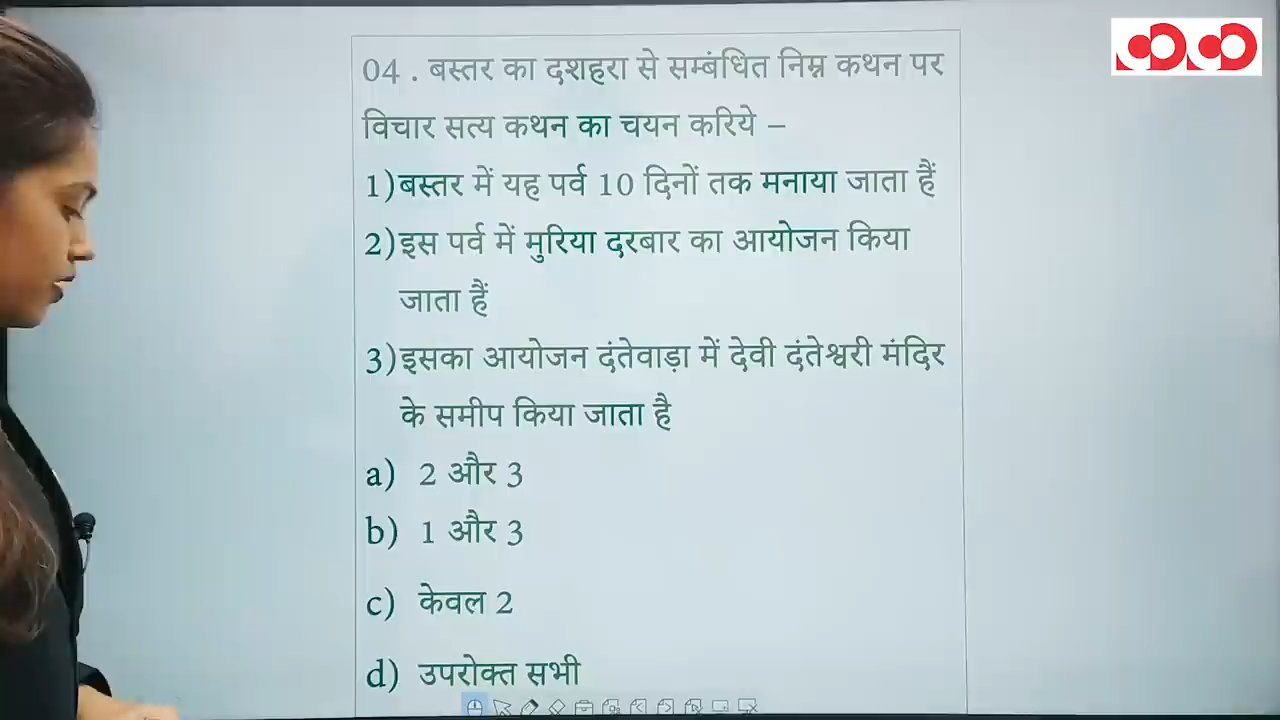 04 . बस्तर का दशहरा से सम्बंधित निम्न कथन पर
विचार सत्य कथन का चयन करिये –
1)बस्तर में यह पर्व 10 दिनों तक मनाया जाता हैं
2)इस पर्व में मुरिया दरबार का आयोजन किया
जाता हैं
3)इसका आयोजन दंतेवाड़ा में देवी दंतेश्वरी मंदिर
के समीप किया जाता है
a) 2 और 3
b) 1 और 3
c) केवल 2
d) उपरोक्त सभी